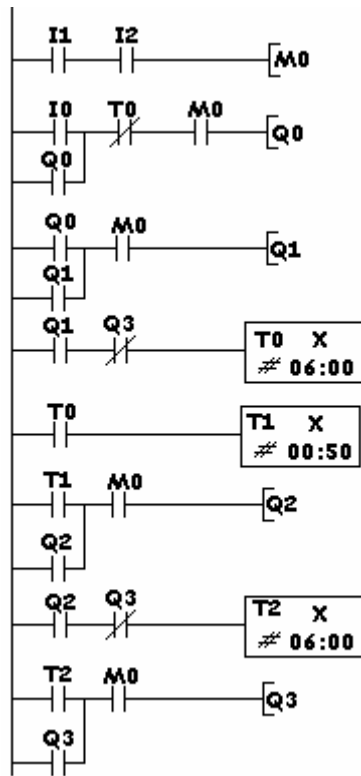 I1 I2
M0
I0 T0 M0
Q0
Q0
Q0 M0
Q1
Q1
Q1 Q3
T0 X
# 06:00
T0
T1 X
# 00:50
T1 M0
Q2
Q2
Q2 Q3
T2 X
# 06:00
T2 M0
Q3
Q3